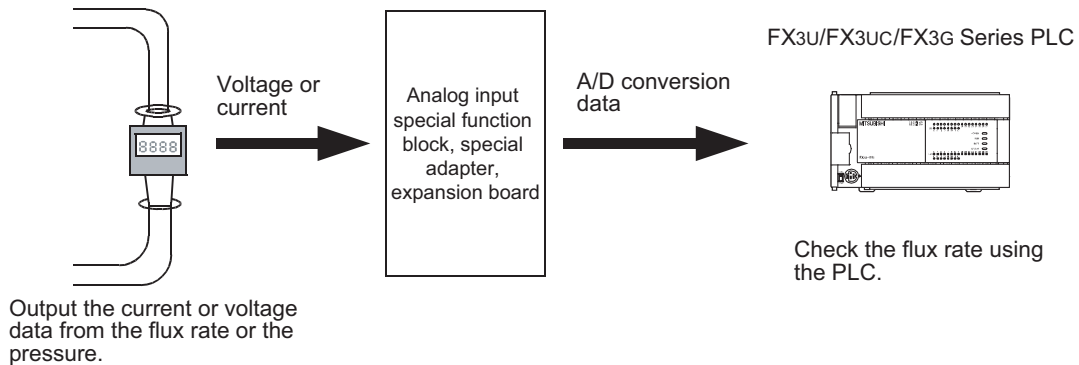 FX3U/FX3UC/FX3G Series PLC
Voltage or
current
Analog input
special function
block, special
adapter,
expansion board
A/D conversion
data
8888
MITSUBISHI
Check the flux rate using
the PLC.
Output the current or voltage
data from the flux rate or the
pressure.